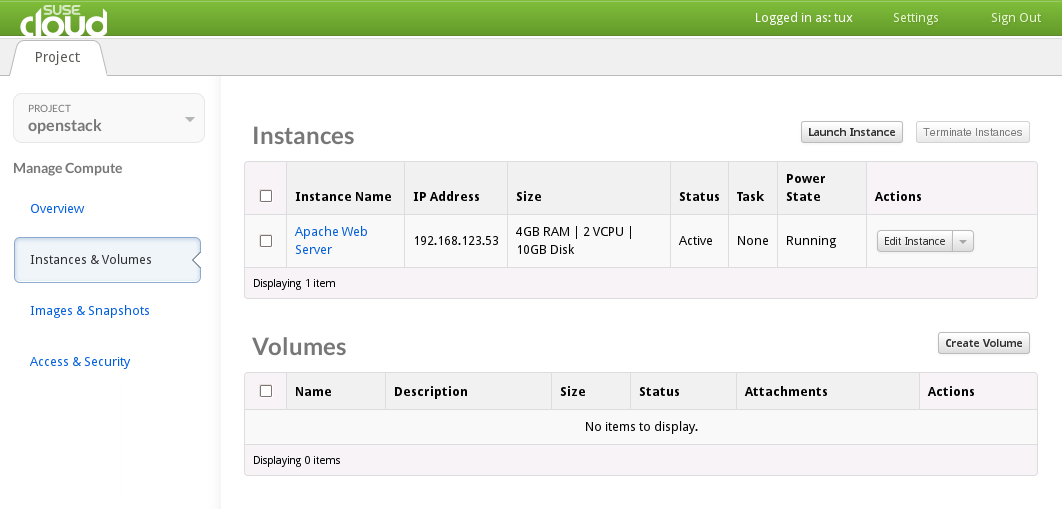 SUSE
cloud
Logged in as: tux Settings Sign Out
Project
PROJECT
openstack
Manage Compute
Overview
Instances & Volumes
Images & Snapshots
Access & Security
Instances
Launch Instance Terminate Instances
Instance Name IP Address Size Status Task Power State Actions
Apache Web Server 192.168.123.53 4GB RAM | 2 VCPU | 10GB Disk Active None Running Edit Instance
Displaying 1 item
Volumes
Create Volume
Name Description Size Status Attachments Actions
No items to display.
Displaying 0 items